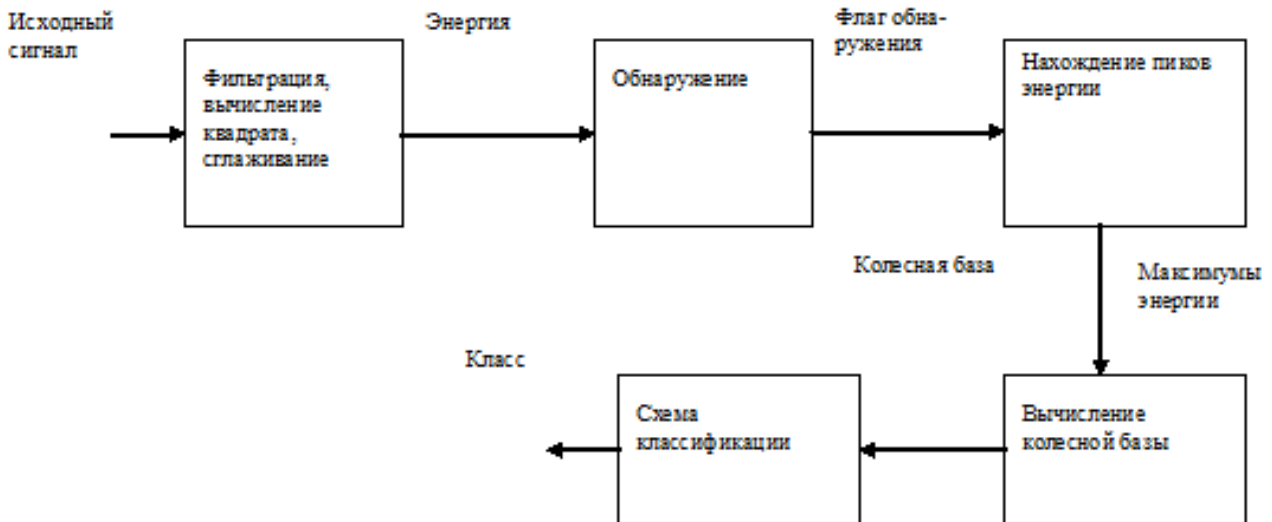 Исходный
сигнал
Энергия
Флаг обна-
ружения
Фильтрация,
вычисление
квадрата,
сглаживание
Обнаружение
Нахождение пиков
энергии
Колесная база
Максимумы
энергии
Класс
Схема
классификации
Вычисление
колесной базы